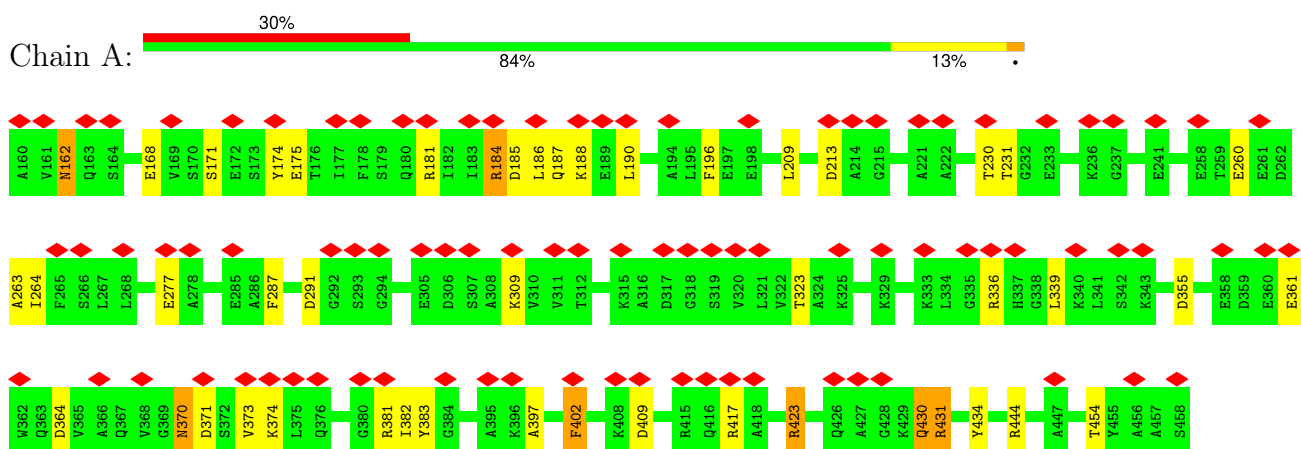 30%
Chain A:
84% 13% •
A160 V161 N162 Q163 S164 E168 V169 S170 S171 E172 S173 Y174 E175 T176 I177 F178 S179 Q180 R181 I182 I183 R184 D185 L186 Q187 K188 E189 L190 A194 L195 F196 E197 E198 L209 D213 A214 G215 A221 A222 T230 T231 G232 E233 K236 G237 E241 E258 T259 E260 E261 D262
A263 I264 F265 S266 L267 L268 E277 A278 E285 A286 F287 D291 G292 S293 G294 E305 D306 S307 A308 K309 V310 V311 T312 K315 A316 D317 G318 S319 V320 L321 V322 T323 A324 K325 K329 K333 L334 G335 R336 H337 G338 L339 K340 L341 S342 K343 D355 E358 D359 E360 E361
W362 Q363 D364 V365 A366 Q367 V368 G369 N370 D371 S372 V373 K374 L375 Q376 G380 R381 I382 Y383 G384 A395 K396 A397 F402 K408 D409 R415 Q416 R417 A418 R423 Q426 A427 G428 K429 Q430 R431 Y434 R444 A447 T454 Y455 A456 A457 S458